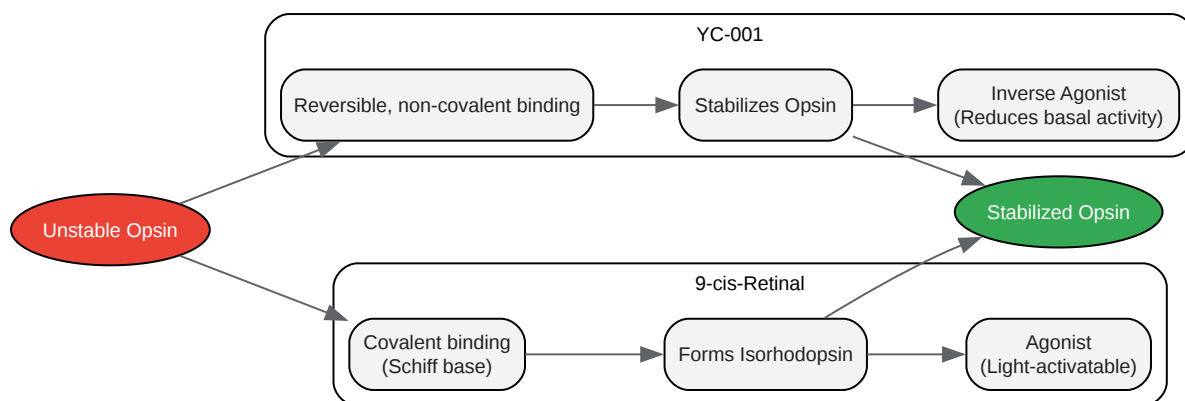 YC-001
Reversible, non-covalent binding
Stabilizes Opsin
Inverse Agonist
(Reduces basal activity)
Unstable Opsin
Stabilized Opsin
9-cis-Retinal
Covalent binding
(Schiff base)
Forms Isorhodopsin
Agonist
(Light-activatable)